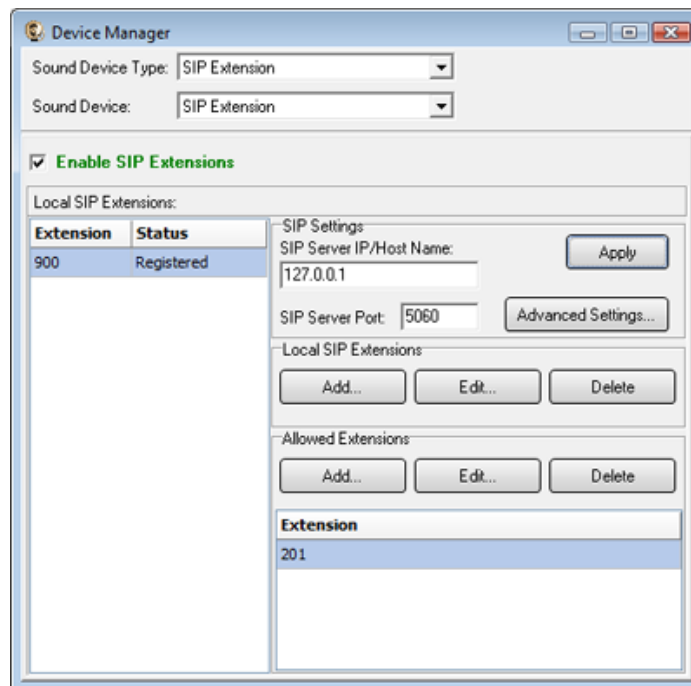 Device Manager
Sound Device Type: SIP Extension
Sound Device: SIP Extension
Enable SIP Extensions
Local SIP Extensions:
Extension Status
900 Registered
SIP Settings
SIP Server IP/Host Name:
127.0.0.1
Apply
SIP Server Port: 5060 Advanced Settings...
Local SIP Extensions
Add... Edit... Delete
Allowed Extensions
Add... Edit... Delete
Extension
201